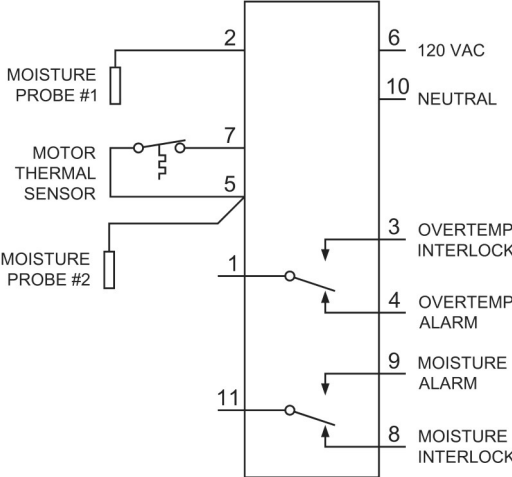 2
MOISTURE
PROBE #1
6
120 VAC
10
NEUTRAL
7
MOTOR
THERMAL
SENSOR
5
3
OVERTEMP
INTERLOCK
MOISTURE
PROBE #2
1
4
OVERTEMP
ALARM
9
MOISTURE
ALARM
11
8
MOISTURE
INTERLOCK